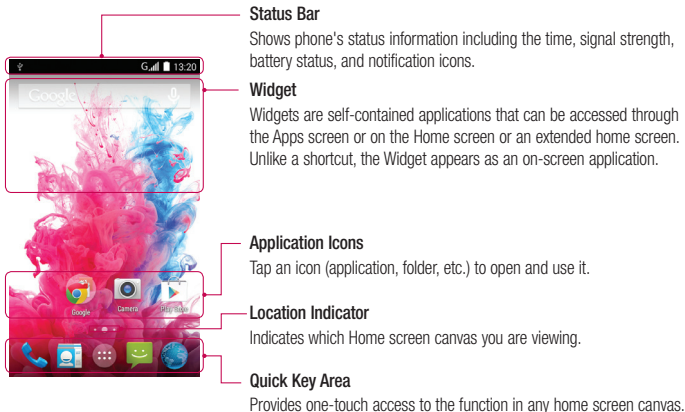 Status Bar
Shows phone's status information including the time, signal strength,
battery status, and notification icons.
Widget
Widgets are self-contained applications that can be accessed through
the Apps screen or on the Home screen or an extended home screen.
Unlike a shortcut, the Widget appears as an on-screen application.
Application Icons
Tap an icon (application, folder, etc.) to open and use it.
Location Indicator
Indicates which Home screen canvas you are viewing.
Quick Key Area
Provides one-touch access to the function in any home screen canvas.
G 13:20
Google
Google Camera Play Store